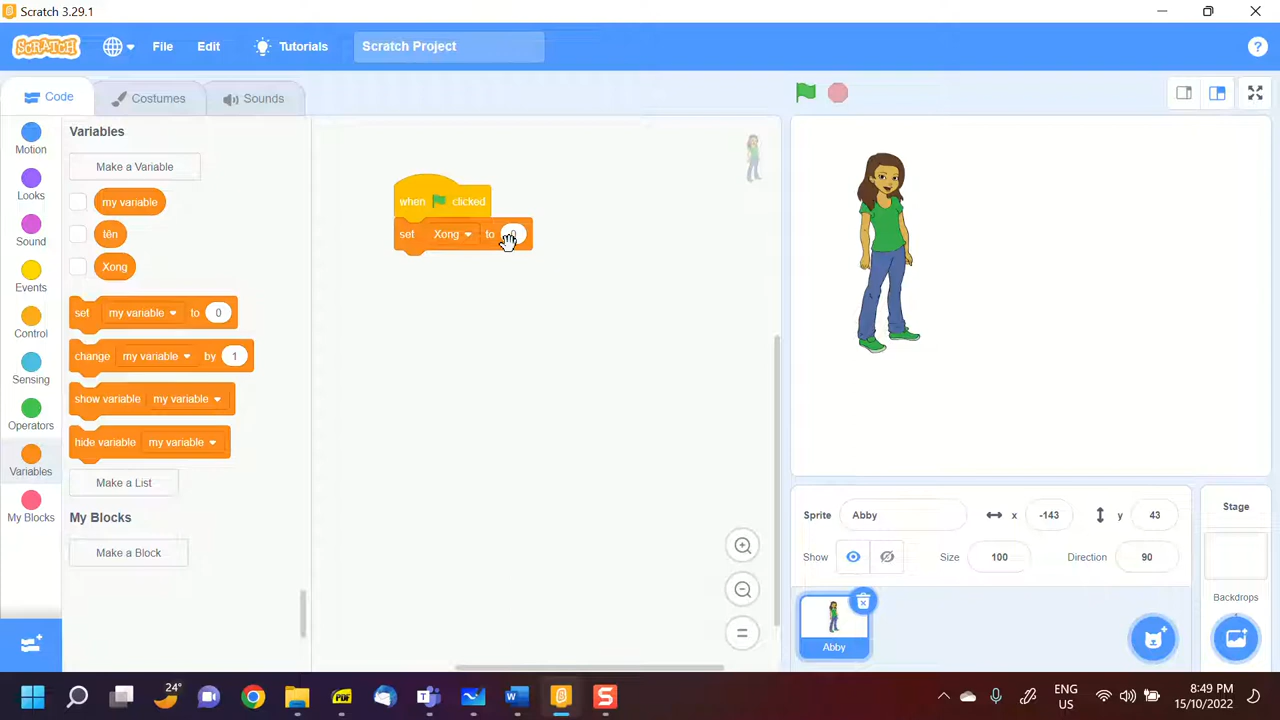 Scratch 3.29.1
SCRATCH
File
Edit
Tutorials
Scratch Project
?
Code
Costumes
Sounds
Motion
Looks
Sound
Events
Control
Sensing
Operators
Variables
My Blocks
Variables
Make a Variable
my variable
tên
Xong
set my variable to 0
change my variable by 1
show variable my variable
hide variable my variable
Make a List
My Blocks
Make a Block
when clicked
set Xong to
Sprite Abby x -143 y 43
Show Size 100 Direction 90
Abby
Stage
Backdrops
24°
PDF
ENG
US
8:49 PM
15/10/2022